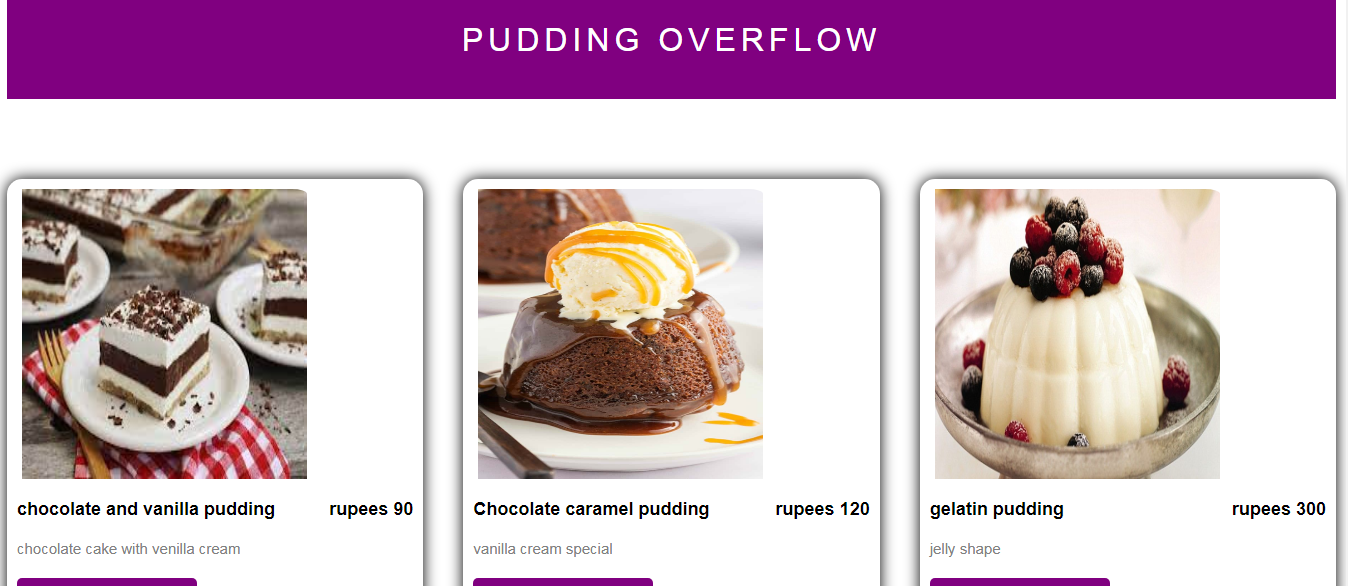 PUDDING OVERFLOW
chocolate and vanilla pudding rupees 90
chocolate cake with venilla cream
Chocolate caramel pudding rupees 120
vanilla cream special
gelatin pudding rupees 300
jelly shape